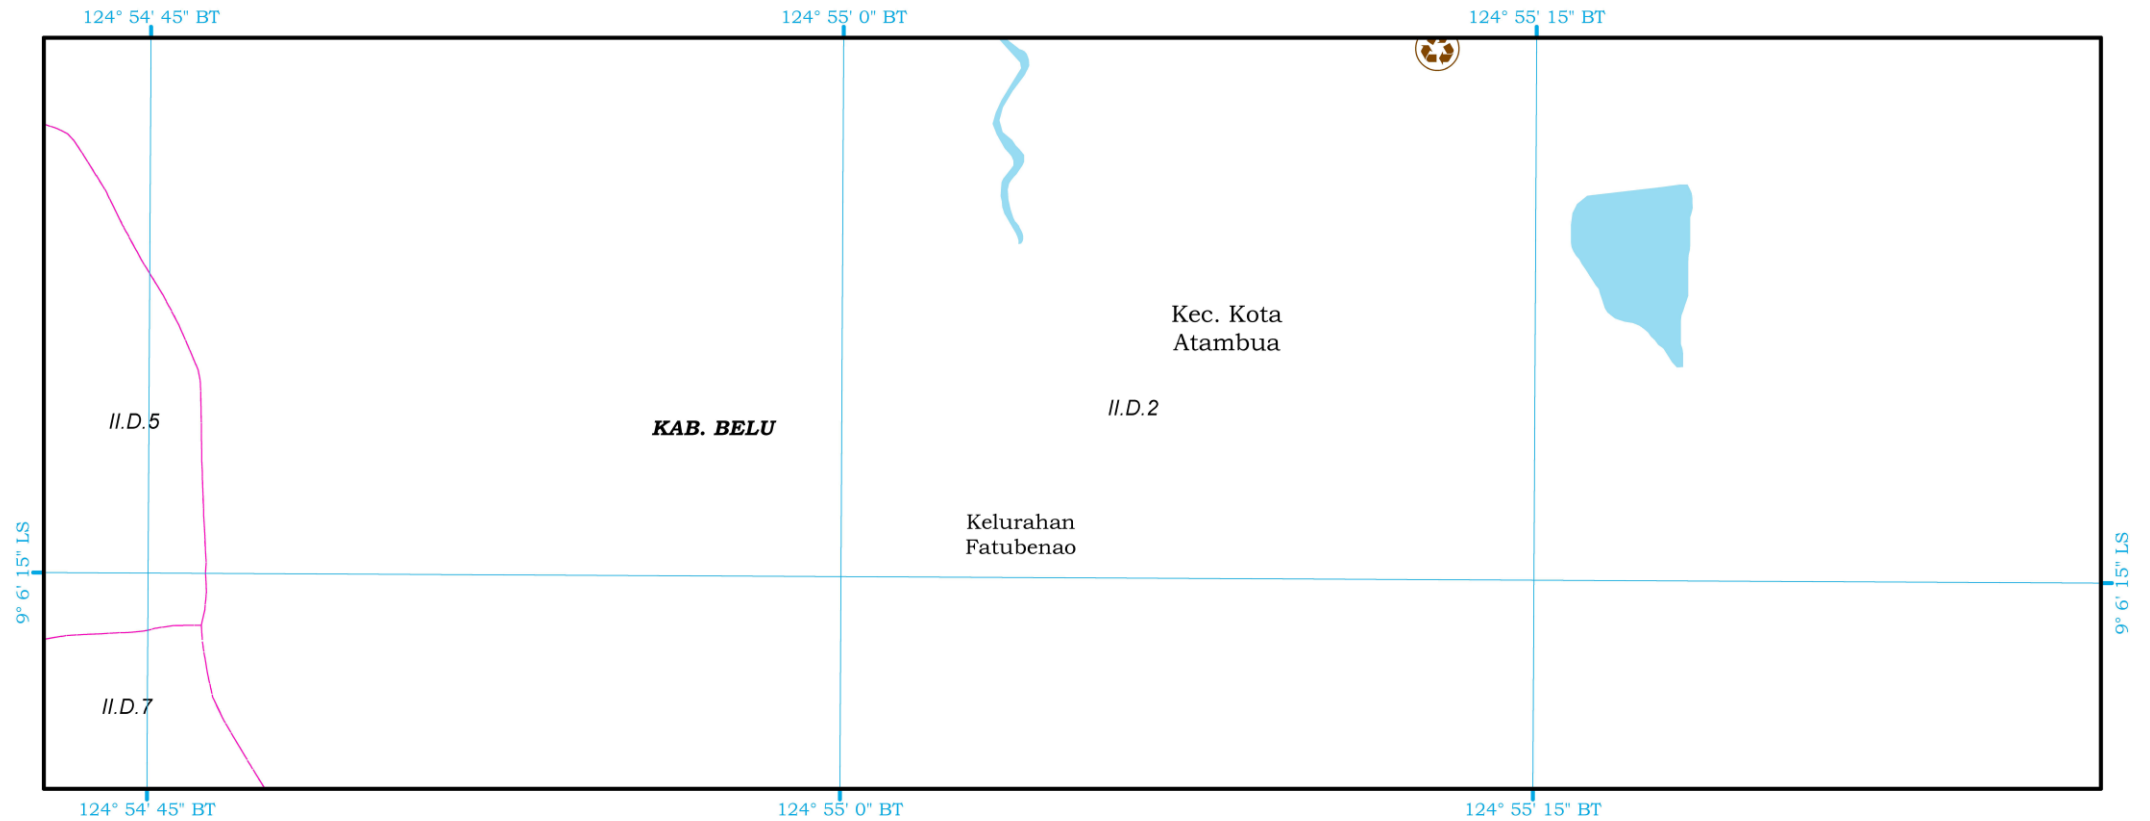 124° 54' 45" BT
124° 55' 0" BT
124° 55' 15" BT
Kec. Kota
Atambua
II.D.5
KAB. BELU
II.D.2
Kelurahan
Fatubenao
9° 6' 15" LS
9° 6' 15" LS
II.D.7
124° 54' 45" BT
124° 55' 0" BT
124° 55' 15" BT